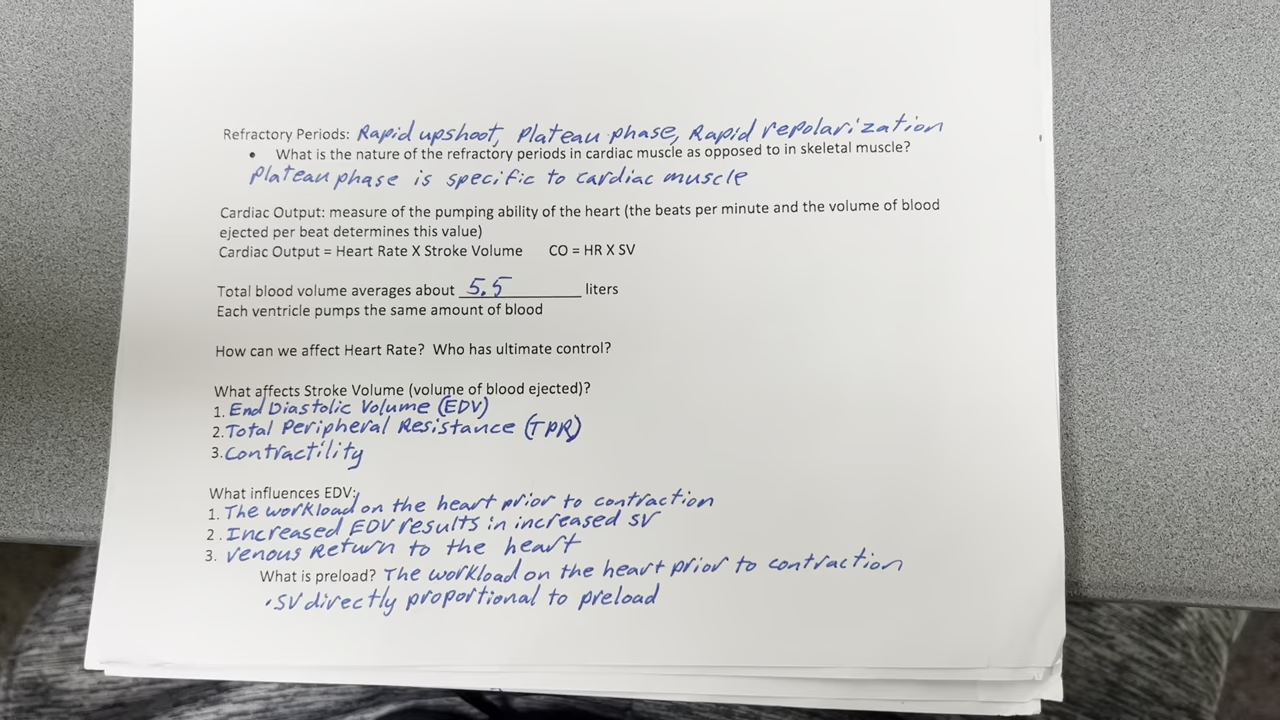 Refractory Periods: Rapid upshoot, Plateau phase, Rapid repolarization
• What is the nature of the refractory periods in cardiac muscle as opposed to in skeletal muscle?
Plateau phase is specific to cardiac muscle
Cardiac Output: measure of the pumping ability of the heart (the beats per minute and the volume of blood
ejected per beat determines this value)
Cardiac Output = Heart Rate X Stroke Volume CO = HR X SV
Total blood volume averages about 5.5 liters
Each ventricle pumps the same amount of blood
How can we affect Heart Rate? Who has ultimate control?
What affects Stroke Volume (volume of blood ejected)?
1. End Diastolic Volume (EDV)
2. Total Peripheral Resistance (TPR)
3. Contractility
What influences EDV:
1. The workload on the heart prior to contraction
2. Increased EDV results in increased SV
3. Venous Return to the heart
What is preload? The workload on the heart prior to contraction
• SV directly proportional to preload